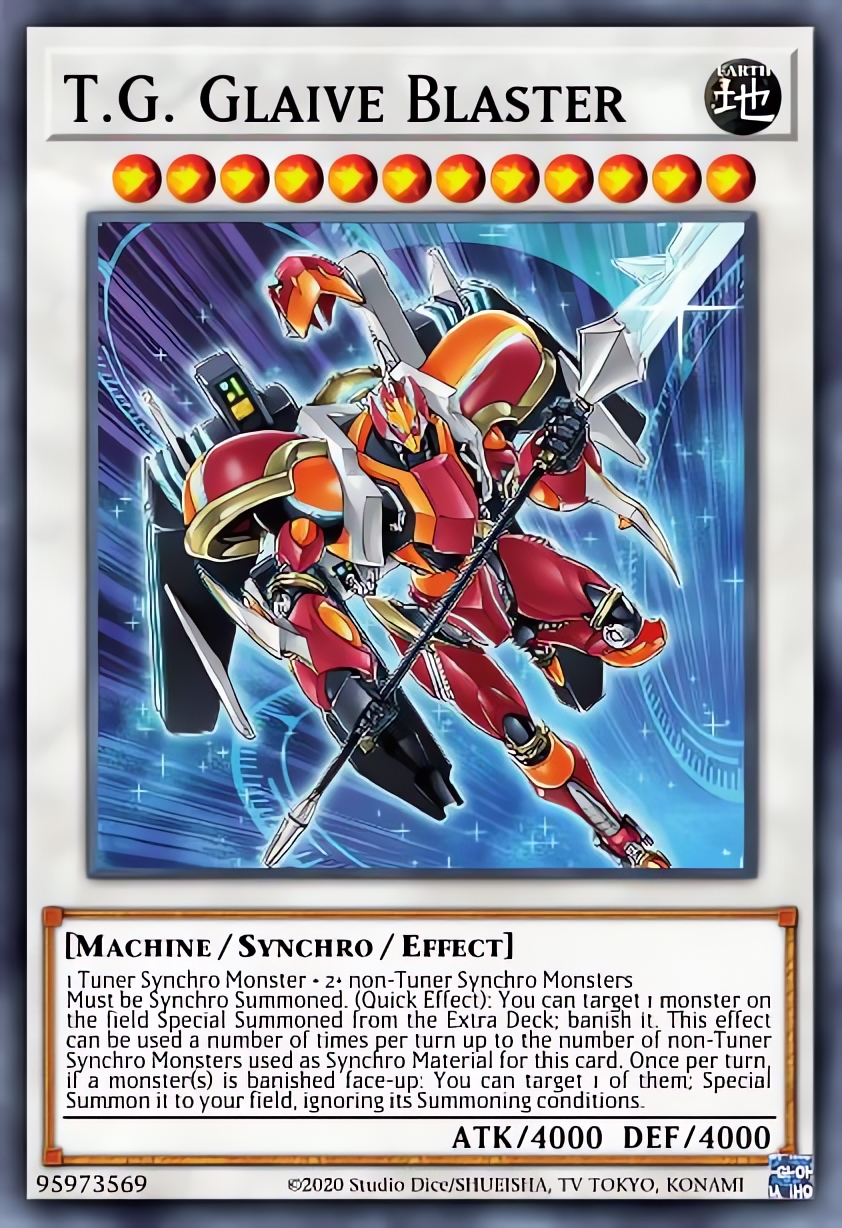 T.G. GLAIVE BLASTER
EARTH
地
[MACHINE / SYNCHRO / EFFECT]
1 Tuner Synchro Monster + 2+ non-Tuner Synchro Monsters
Must be Synchro Summoned. (Quick Effect): You can target 1 monster on
the field Special Summoned from the Extra Deck; banish it. This effect
can be used a number of times per turn up to the number of non-Tuner
Synchro Monsters used as Synchro Material for this card. Once per turn,
if a monster(s) is banished face-up: You can target 1 of them; Special
Summon it to your field, ignoring its Summoning conditions.
ATK/4000 DEF/4000
95973569
©2020 Studio Dice/SHUEISHA, TV TOKYO, KONAMI